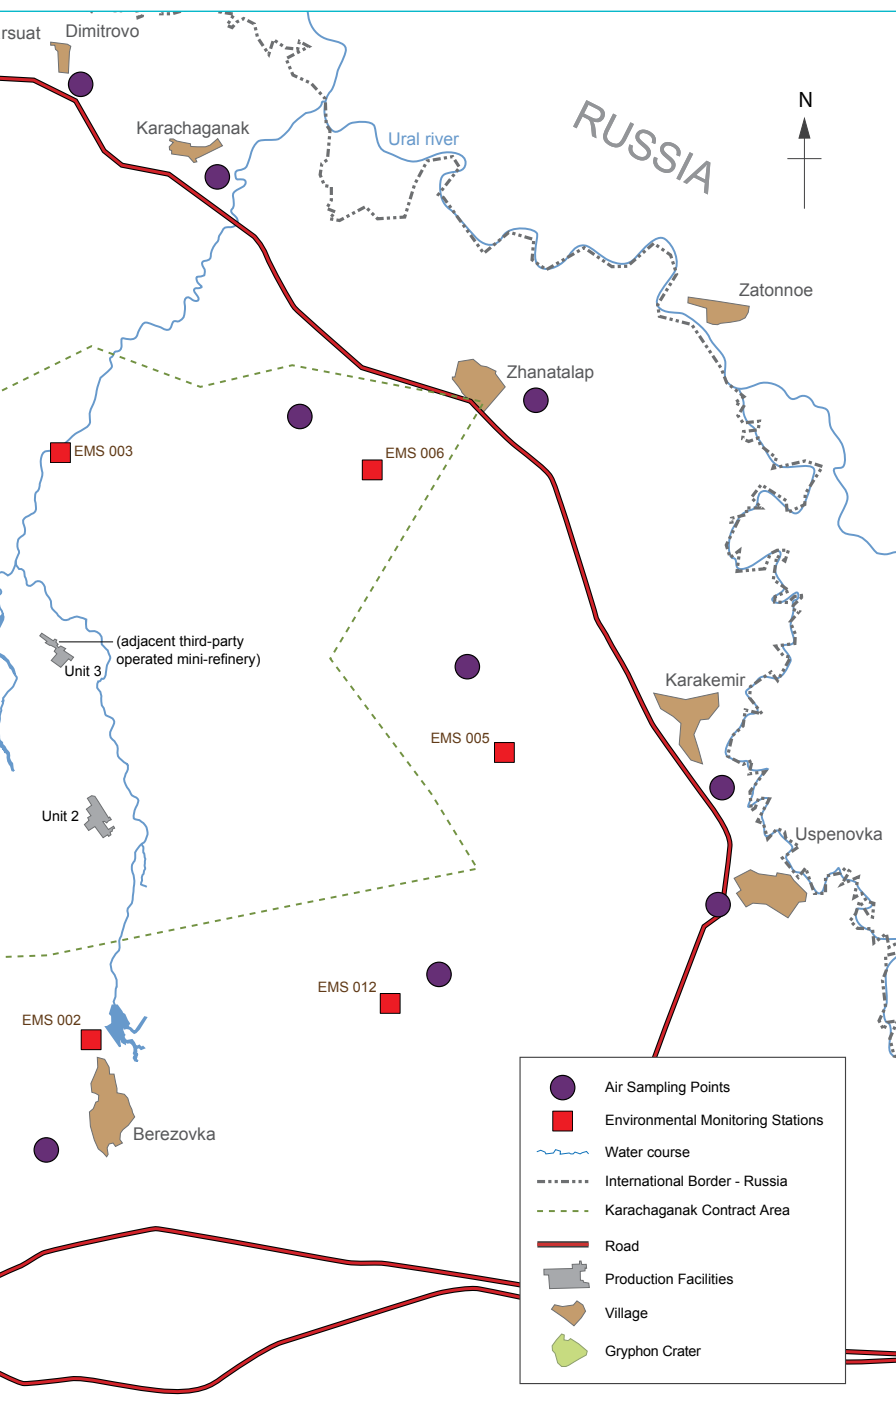 rsuat
Dimitrovo
Karachaganak
Ural river
RUSSIA
N
Zatonnoe
Zhanatalap
EMS 003
EMS 006
(adjacent third-party
operated mini-refinery)
Unit 3
Karakemir
EMS 005
Unit 2
Uspenovka
EMS 012
EMS 002
Berezovka
Air Sampling Points
Environmental Monitoring Stations
Water course
International Border - Russia
Karachaganak Contract Area
Road
Production Facilities
Village
Gryphon Crater